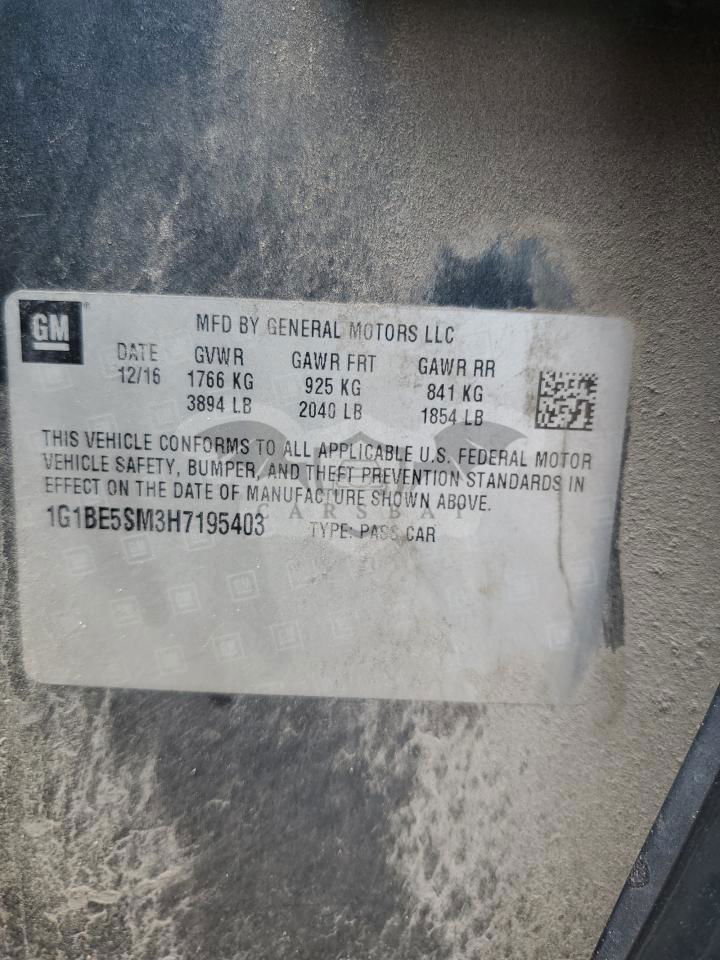 GM
MFD BY GENERAL MOTORS LLC
DATE GVWR GAWR FRT GAWR RR
12/16 1766 KG 925 KG 841 KG
3894 LB 2040 LB 1854 LB
THIS VEHICLE CONFORMS TO ALL APPLICABLE U.S. FEDERAL MOTOR
VEHICLE SAFETY, BUMPER, AND THEFT PREVENTION STANDARDS IN
EFFECT ON THE DATE OF MANUFACTURE SHOWN ABOVE.
CARSBAT
1G1BE5SM3H7195403 TYPE: PASS CAR